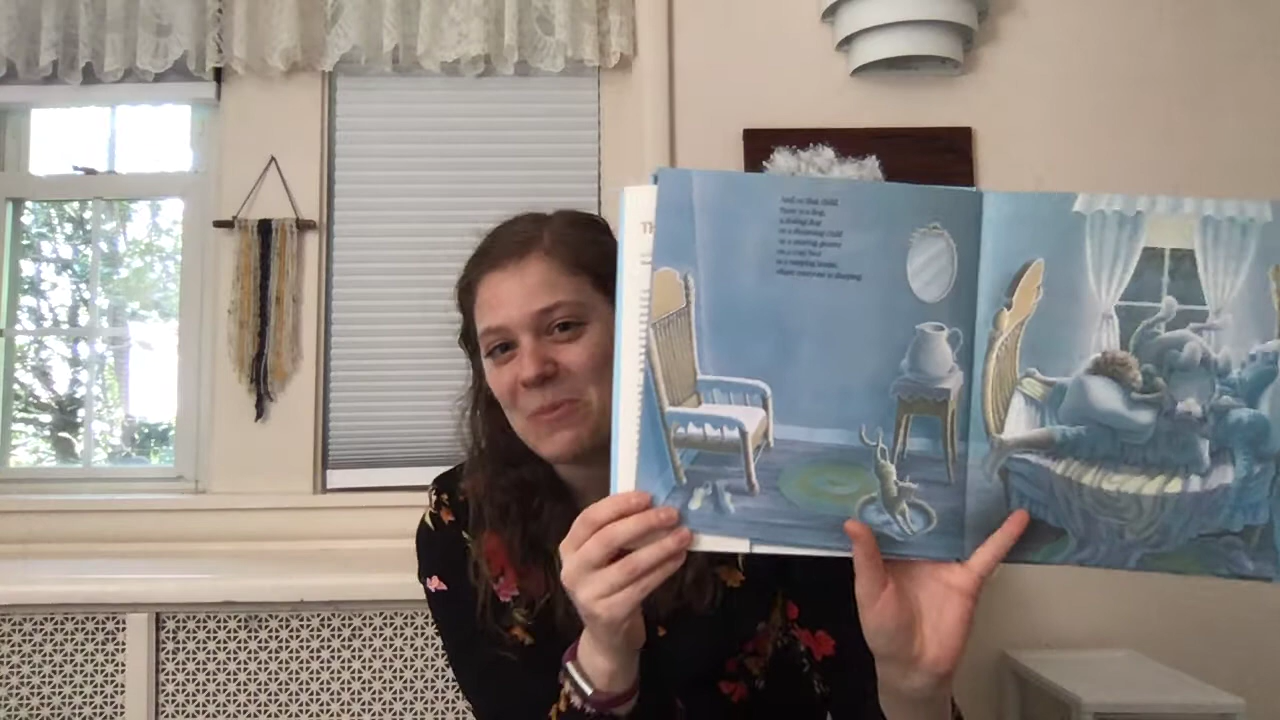 And on that child
there is a dog,
a dozing dog
on a dreaming child
on a snoring granny
on a cozy bed
in a napping house,
where everyone is sleeping.
TH